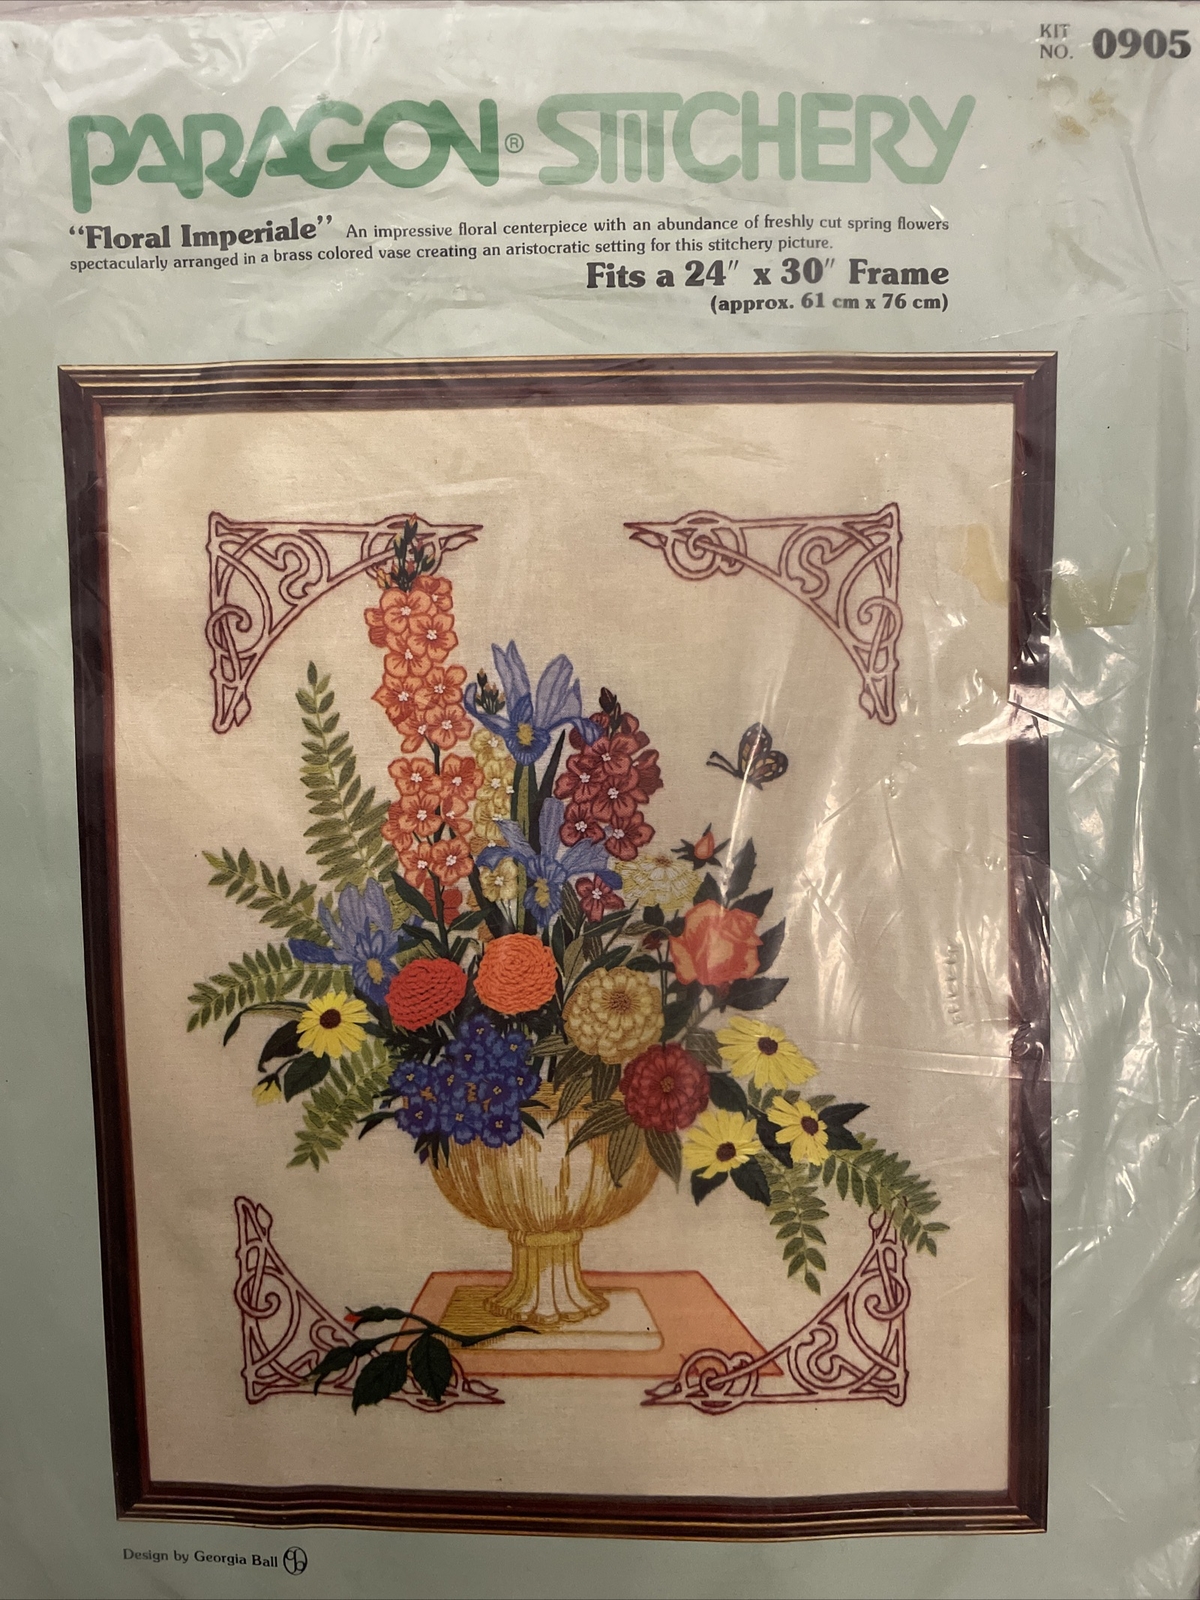 KIT
NO. 0905
PARAGON® STITCHERY
“Floral Imperiale” An impressive floral centerpiece with an abundance of freshly cut spring flowers
spectacularly arranged in a brass colored vase creating an aristocratic setting for this stitchery picture.
Fits a 24″ x 30″ Frame
(approx. 61 cm x 76 cm)
Design by Georgia Ball